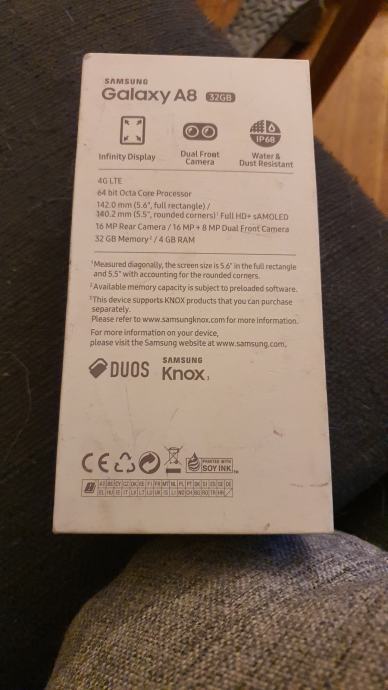 SAMSUNG
Galaxy A8 32GB
IP68
Infinity Display
Dual Front
Camera
Water &
Dust Resistant
4G LTE
64 bit Octa Core Processor
142.0 mm (5.6", full rectangle) /
140.2 mm (5.5", rounded corners)¹ Full HD+ sAMOLED
16 MP Rear Camera / 16 MP + 8 MP Dual Front Camera
32 GB Memory² / 4 GB RAM
¹Measured diagonally, the screen size is 5.6" in the full rectangle
and 5.5" with accounting for the rounded corners.
²Available memory capacity is subject to preloaded software.
³This device supports KNOX products that you can purchase
separately.
Please refer to www.samsungknox.com for more information.
For more information on your device,
please visit the Samsung website at www.samsung.com.
DUOS
SAMSUNG
Knox₃
CE
PRINTED WITH
SOY INK™